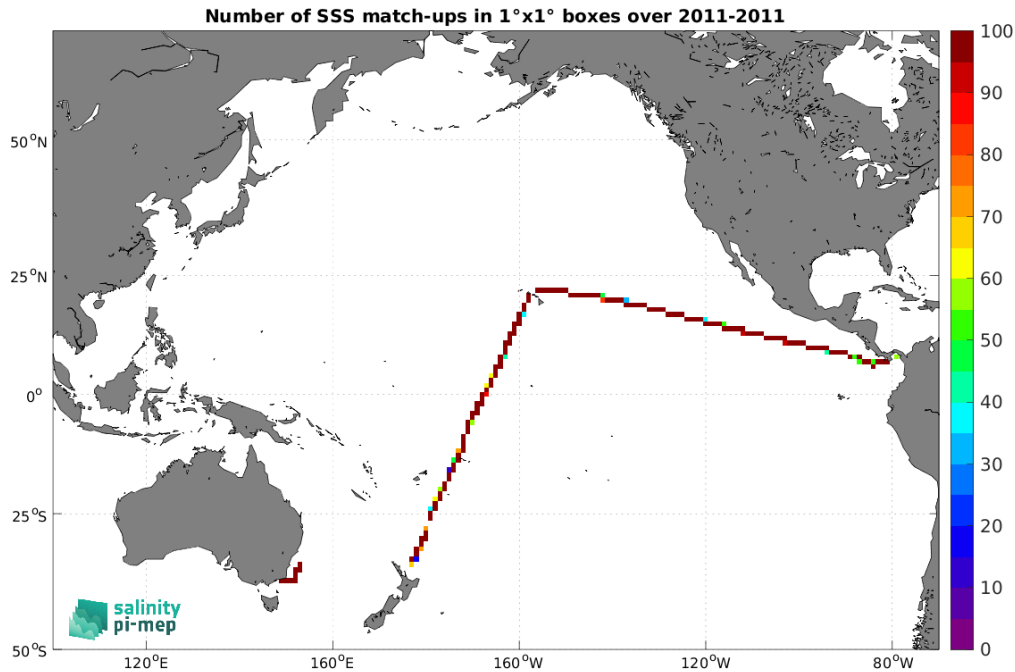 Number of SSS match-ups in 1°x1° boxes over 2011-2011
100
90
80
70
60
50
40
30
20
10
0
50°N
25°N
0°
25°S
50°S
120°E
160°E
160°W
120°W
80°W
salinity
pi-mep